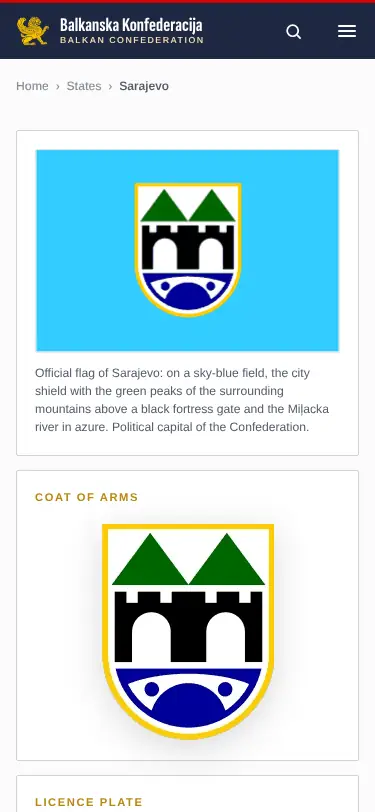 Balkanska Konfederacija
BALKAN CONFEDERATION
Home › States › Sarajevo
Official flag of Sarajevo: on a sky-blue field, the city
shield with the green peaks of the surrounding
mountains above a black fortress gate and the Miļacka
river in azure. Political capital of the Confederation.
COAT OF ARMS
LICENCE PLATE